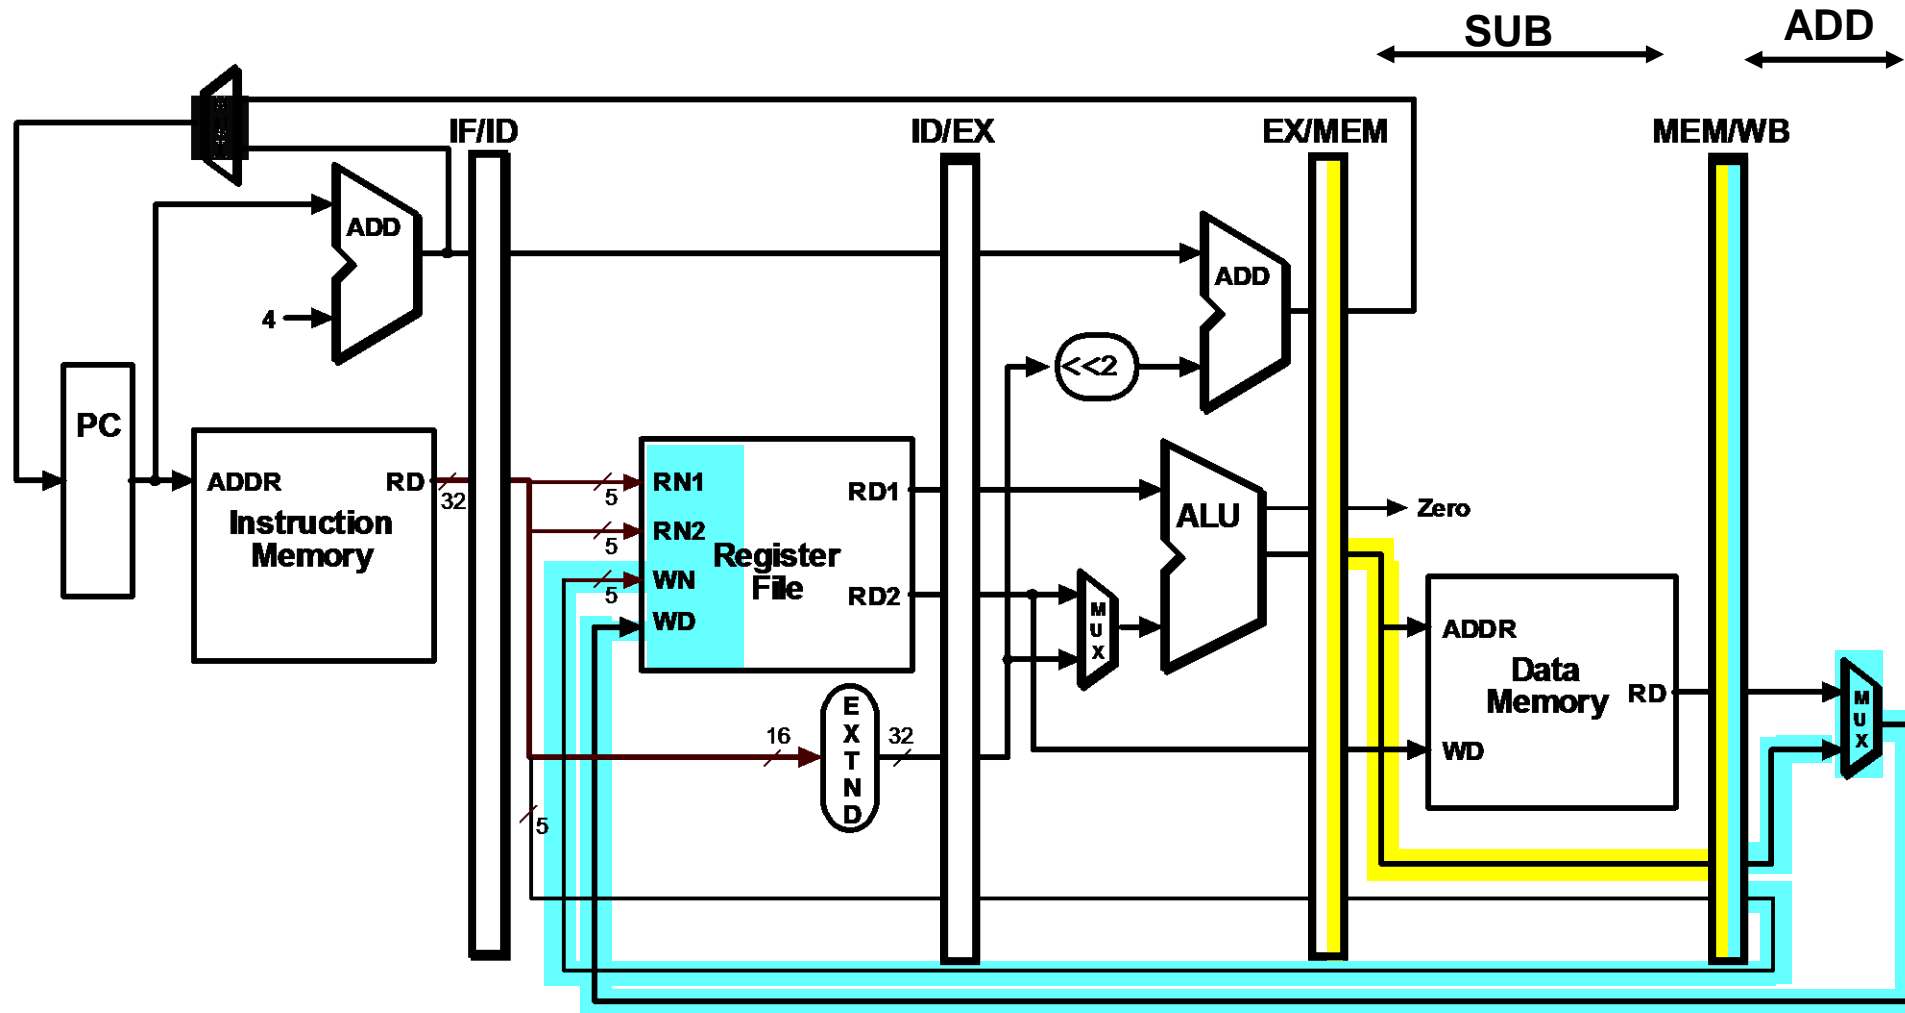 SUB
ADD
IF/ID
ID/EX
EX/MEM
MEM/WB
ADD
4
ADD
<<2
PC
ADDR
RD
32
Instruction
Memory
5
RN1
5
RN2
5
WN
WD
Register
File
RD1
RD2
16
EXTND
32
5
MUX
ALU
Zero
ADDR
Data
Memory
RD
WD
MUX